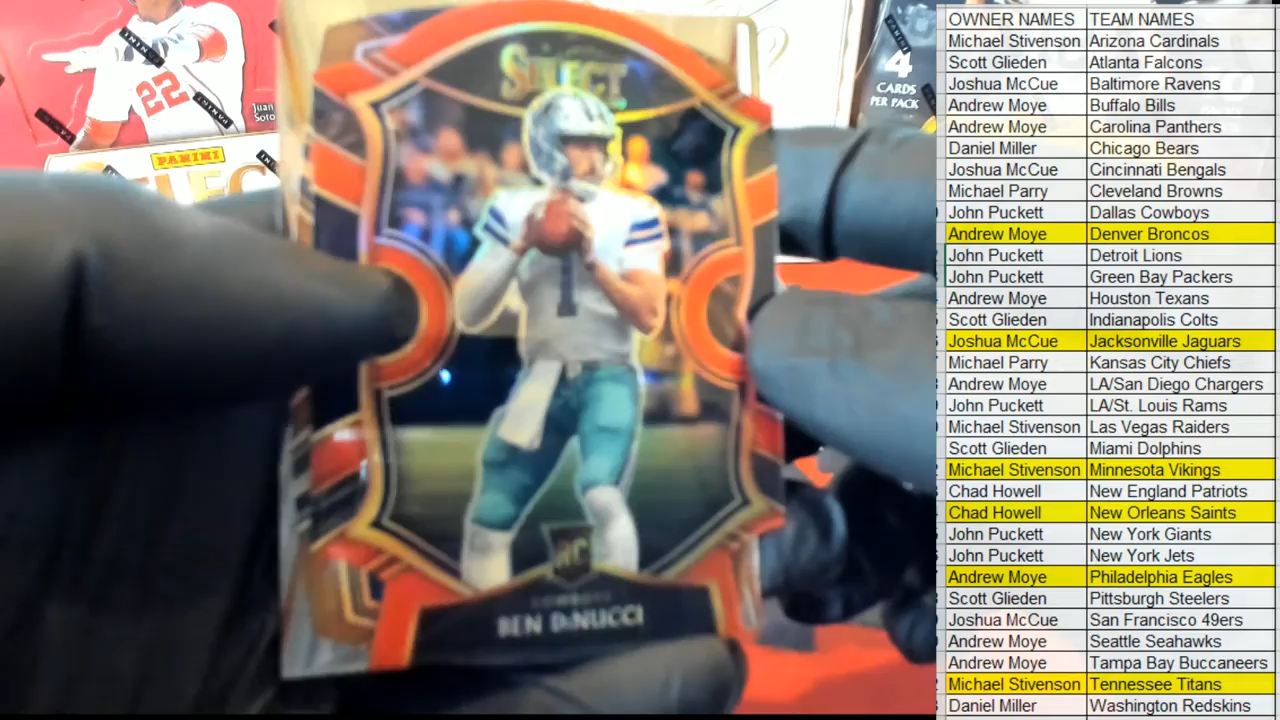 22
Juan
Soto
PANINI
SELEC
4
CARDS
PER PACK
SELECT
1
RC
COWBOYS
BEN DiNUCCI
OWNER NAMES TEAM NAMES
Michael Stivenson Arizona Cardinals
Scott Glieden Atlanta Falcons
Joshua McCue Baltimore Ravens
Andrew Moye Buffalo Bills
Andrew Moye Carolina Panthers
Daniel Miller Chicago Bears
Joshua McCue Cincinnati Bengals
Michael Parry Cleveland Browns
John Puckett Dallas Cowboys
Andrew Moye Denver Broncos
John Puckett Detroit Lions
John Puckett Green Bay Packers
Andrew Moye Houston Texans
Scott Glieden Indianapolis Colts
Joshua McCue Jacksonville Jaguars
Michael Parry Kansas City Chiefs
Andrew Moye LA/San Diego Chargers
John Puckett LA/St. Louis Rams
Michael Stivenson Las Vegas Raiders
Scott Glieden Miami Dolphins
Michael Stivenson Minnesota Vikings
Chad Howell New England Patriots
Chad Howell New Orleans Saints
John Puckett New York Giants
John Puckett New York Jets
Andrew Moye Philadelphia Eagles
Scott Glieden Pittsburgh Steelers
Joshua McCue San Francisco 49ers
Andrew Moye Seattle Seahawks
Andrew Moye Tampa Bay Buccaneers
Michael Stivenson Tennessee Titans
Daniel Miller Washington Redskins